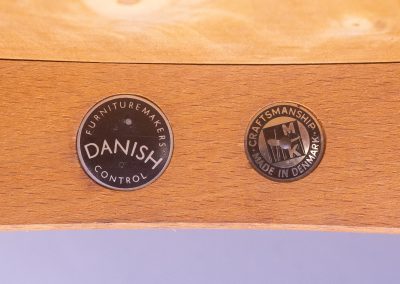 FURNITUREMAKERS
DANISH
CONTROL
CRAFTSMANSHIP
MK
MADE IN DENMARK